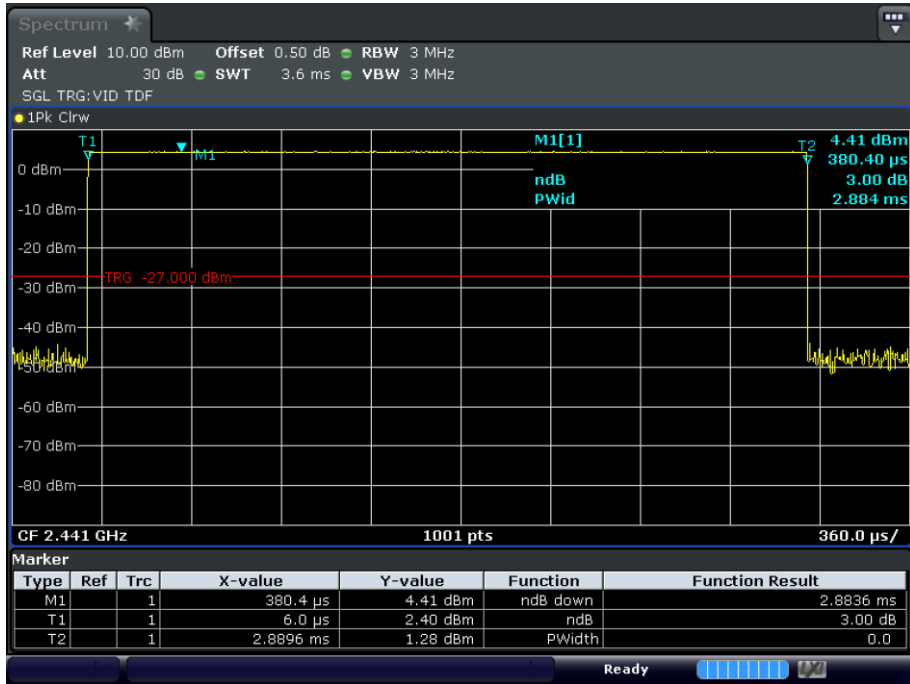 Spectrum
Ref Level 10.00 dBm Offset 0.50 dB RBW 3 MHz
Att 30 dB SWT 3.6 ms VBW 3 MHz
SGL TRG:VID TDF
1Pk Clrw
T1
M1
M1[1] 4.41 dBm
T2
380.40 µs
0 dBm
ndB 3.00 dB
PWid 2.884 ms
-10 dBm
-20 dBm
TRG -27.000 dBm
-30 dBm
-40 dBm
-50 dBm
-60 dBm
-70 dBm
-80 dBm
CF 2.441 GHz 1001 pts 360.0 µs/
Marker
Type Ref Trc X-value Y-value Function Function Result
M1 1 380.4 µs 4.41 dBm ndB down 2.8836 ms
T1 1 6.0 µs 2.40 dBm ndB 3.00 dB
T2 1 2.8896 ms 1.28 dBm PWidth 0.0
Ready